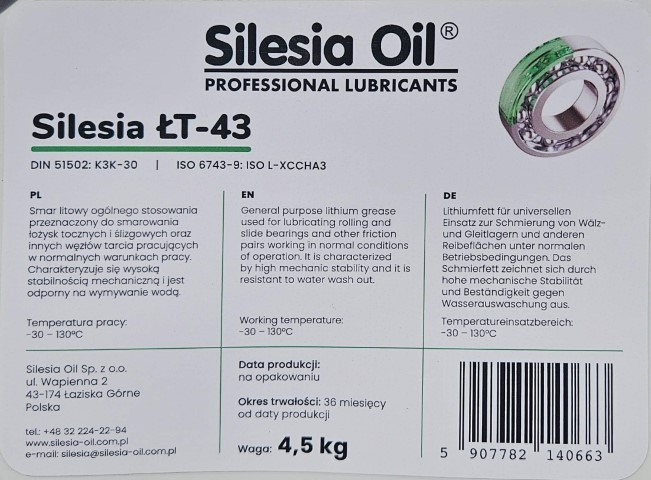 Silesia Oil®
PROFESSIONAL LUBRICANTS
Silesia ŁT-43
DIN 51502: K3K-30 | ISO 6743-9: ISO L-XCCHA3
PL
Smar litowy ogólnego stosowania
przeznaczony do smarowania
łożysk tocznych i ślizgowych oraz
innych węzłów tarcia pracujących
w normalnych warunkach pracy.
Charakteryzuje się wysoką
stabilnością mechaniczną i jest
odporny na wymywanie wodą.
Temperatura pracy:
-30 – 130°C
EN
General purpose lithium grease
used for lubricating rolling and
slide bearings and other friction
pairs working in normal conditions
of operation. It is characterized
by high mechanic stability and it is
resistant to water wash out.
Working temperature:
-30 – 130°C
DE
Lithiumfett für universellen
Einsatz zur Schmierung von Wälz-
und Gleitlagern und anderen
Reibeflächen unter normalen
Betriebsbedingungen. Das
Schmierfett zeichnet sich durch
hohe mechanische Stabilität
und Beständigkeit gegen
Wasserauswaschung aus.
Temperatureinsatzbereich:
-30 – 130°C
Silesia Oil Sp. z o.o.
ul. Wapienna 2
43-174 Łaziska Górne
Polska
tel.: +48 32 224-22-94
www.silesia-oil.com.pl
e-mail: silesia@silesia-oil.com.pl
Data produkcji:
na opakowaniu
Okres trwałości: 36 miesięcy
od daty produkcji
Waga: 4,5 kg
5 907782 140663